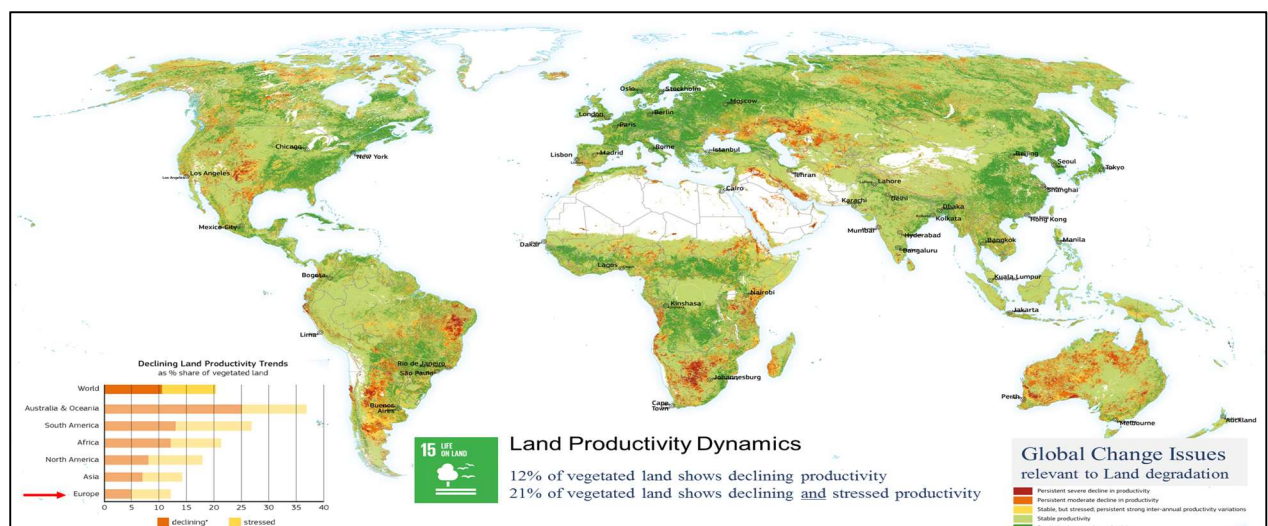 Oslo
Stockholm
Moscow
London
Berlin
Paris
Chicago
New York
Rome
Lisbon
Madrid
Istanbul
Beijing
Seoul
Tokyo
Los Angeles
Los Angeles
Tehran
Lahore
Shanghai
Cairo
Karachi
Delhi
Dhaka
Mexico City
Kolkata
Hong Kong
Mumbai
Hyderabad
Dakar
Bangkok
Manila
Bengaluru
Lagos
Bogota
Kuala Lumpur
Nairobi
Kinshasa
Jakarta
Lima
Rio de Janeiro
São Paulo
Johannesburg
Buenos
Aires
Cape
Town
Perth
Melbourne
Auckland
Declining Land Productivity Trends
as % share of vegetated land
World
Australia & Oceania
South America
Africa
North America
Asia
Europe
0 5 10 15 20 25 30 35 40
declining* stressed
15 LIFE
ON LAND
Land Productivity Dynamics
12% of vegetated land shows declining productivity
21% of vegetated land shows declining and stressed productivity
Global Change Issues
relevant to Land degradation
Persistent severe decline in productivity
Persistent moderate decline in productivity
Stable, but stressed; persistent strong inter-annual productivity variations
Stable productivity